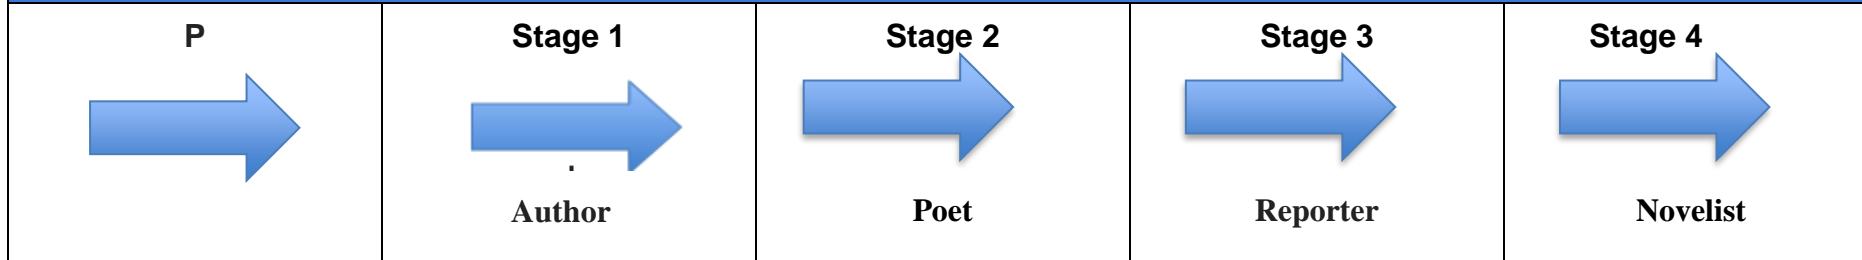 P
Stage 1
Stage 2
Stage 3
Stage 4
.
Author
Poet
Reporter
Novelist